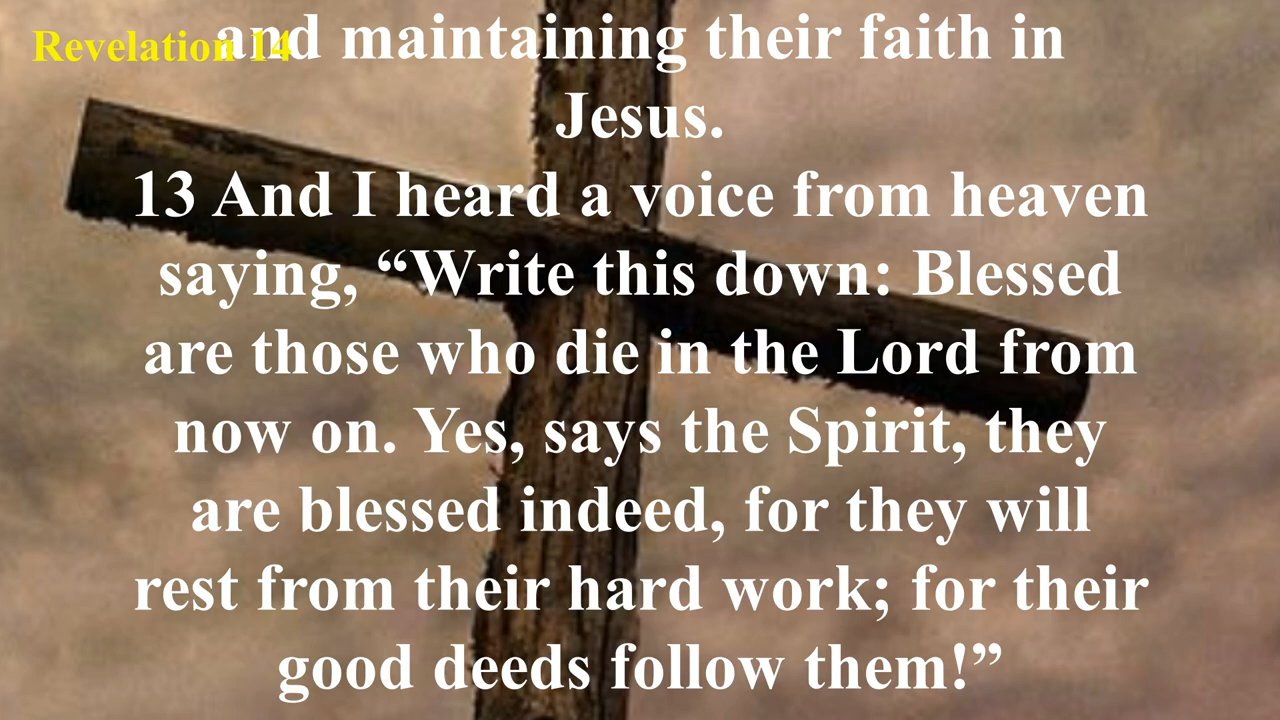 Revelation 14
and maintaining their faith in
Jesus.
13 And I heard a voice from heaven
saying, “Write this down: Blessed
are those who die in the Lord from
now on. Yes, says the Spirit, they
are blessed indeed, for they will
rest from their hard work; for their
good deeds follow them!”